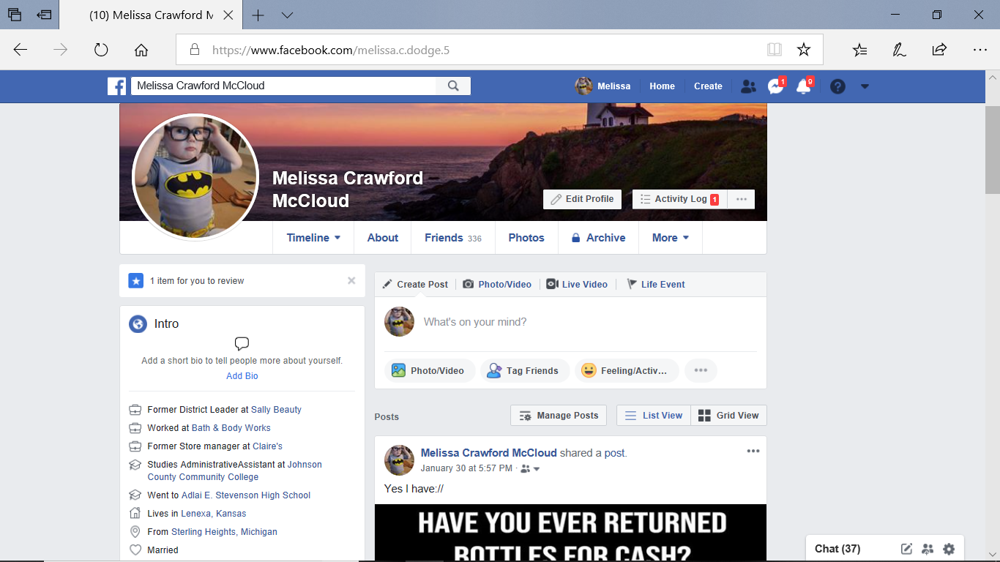 (10) Melissa Crawford M
https://www.facebook.com/melissa.c.dodge.5
Melissa Crawford McCloud
Melissa
Home
Create
1
9
Melissa Crawford
McCloud
Edit Profile
Activity Log 1
Timeline
About
Friends 336
Photos
Archive
More
1 item for you to review
Intro
Add a short bio to tell people more about yourself.
Add Bio
Former District Leader at Sally Beauty
Worked at Bath & Body Works
Former Store manager at Claire's
Studies AdministrativeAssistant at Johnson
County Community College
Went to Adlai E. Stevenson High School
Lives in Lenexa, Kansas
From Sterling Heights, Michigan
Married
Create Post
Photo/Video
Live Video
Life Event
What's on your mind?
Photo/Video
Tag Friends
Feeling/Activ...
Posts
Manage Posts
List View
Grid View
Melissa Crawford McCloud shared a post.
January 30 at 5:57 PM ·
Yes I have://
HAVE YOU EVER RETURNED
BOTTLES FOR CASH?
Chat (37)